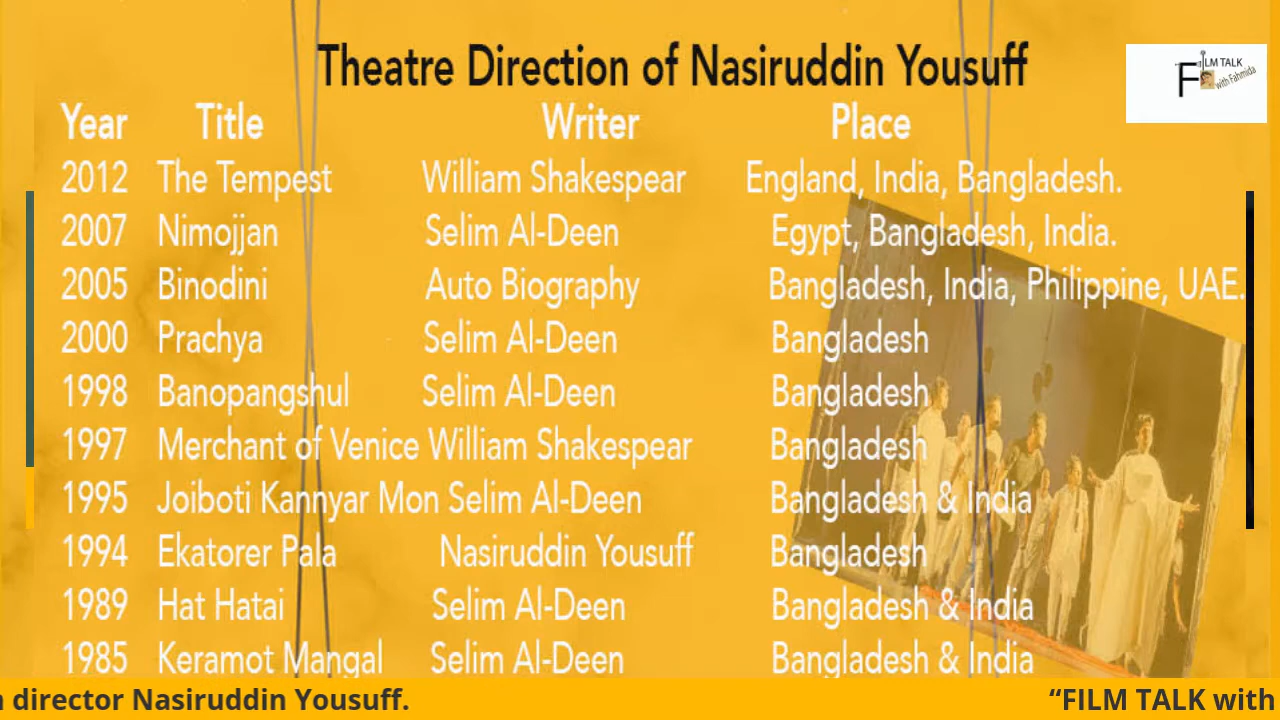 Theatre Direction of Nasiruddin Yousuff
FILM TALK
with Fahmida
Year Title Writer Place
2012 The Tempest William Shakespear England, India, Bangladesh.
2007 Nimojjan Selim Al-Deen Egypt, Bangladesh, India.
2005 Binodini Auto Biography Bangladesh, India, Philippine, UAE.
2000 Prachya Selim Al-Deen Bangladesh
1998 Banopangshul Selim Al-Deen Bangladesh
1997 Merchant of Venice William Shakespear Bangladesh
1995 Joiboti Kannyar Mon Selim Al-Deen Bangladesh & India
1994 Ekatorer Pala Nasiruddin Yousuff Bangladesh
1989 Hat Hatai Selim Al-Deen Bangladesh & India
1985 Keramot Mangal Selim Al-Deen Bangladesh & India
director Nasiruddin Yousuff. “FILM TALK with